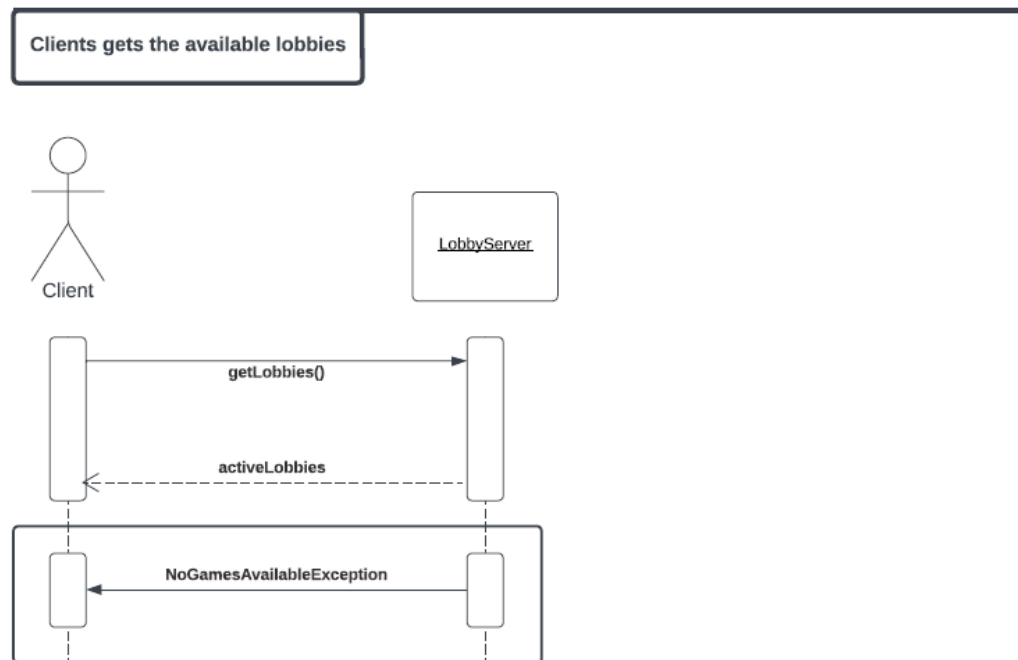 Clients gets the available lobbies
LobbyServer
Client
getLobbies()
activeLobbies
NoGamesAvailableException